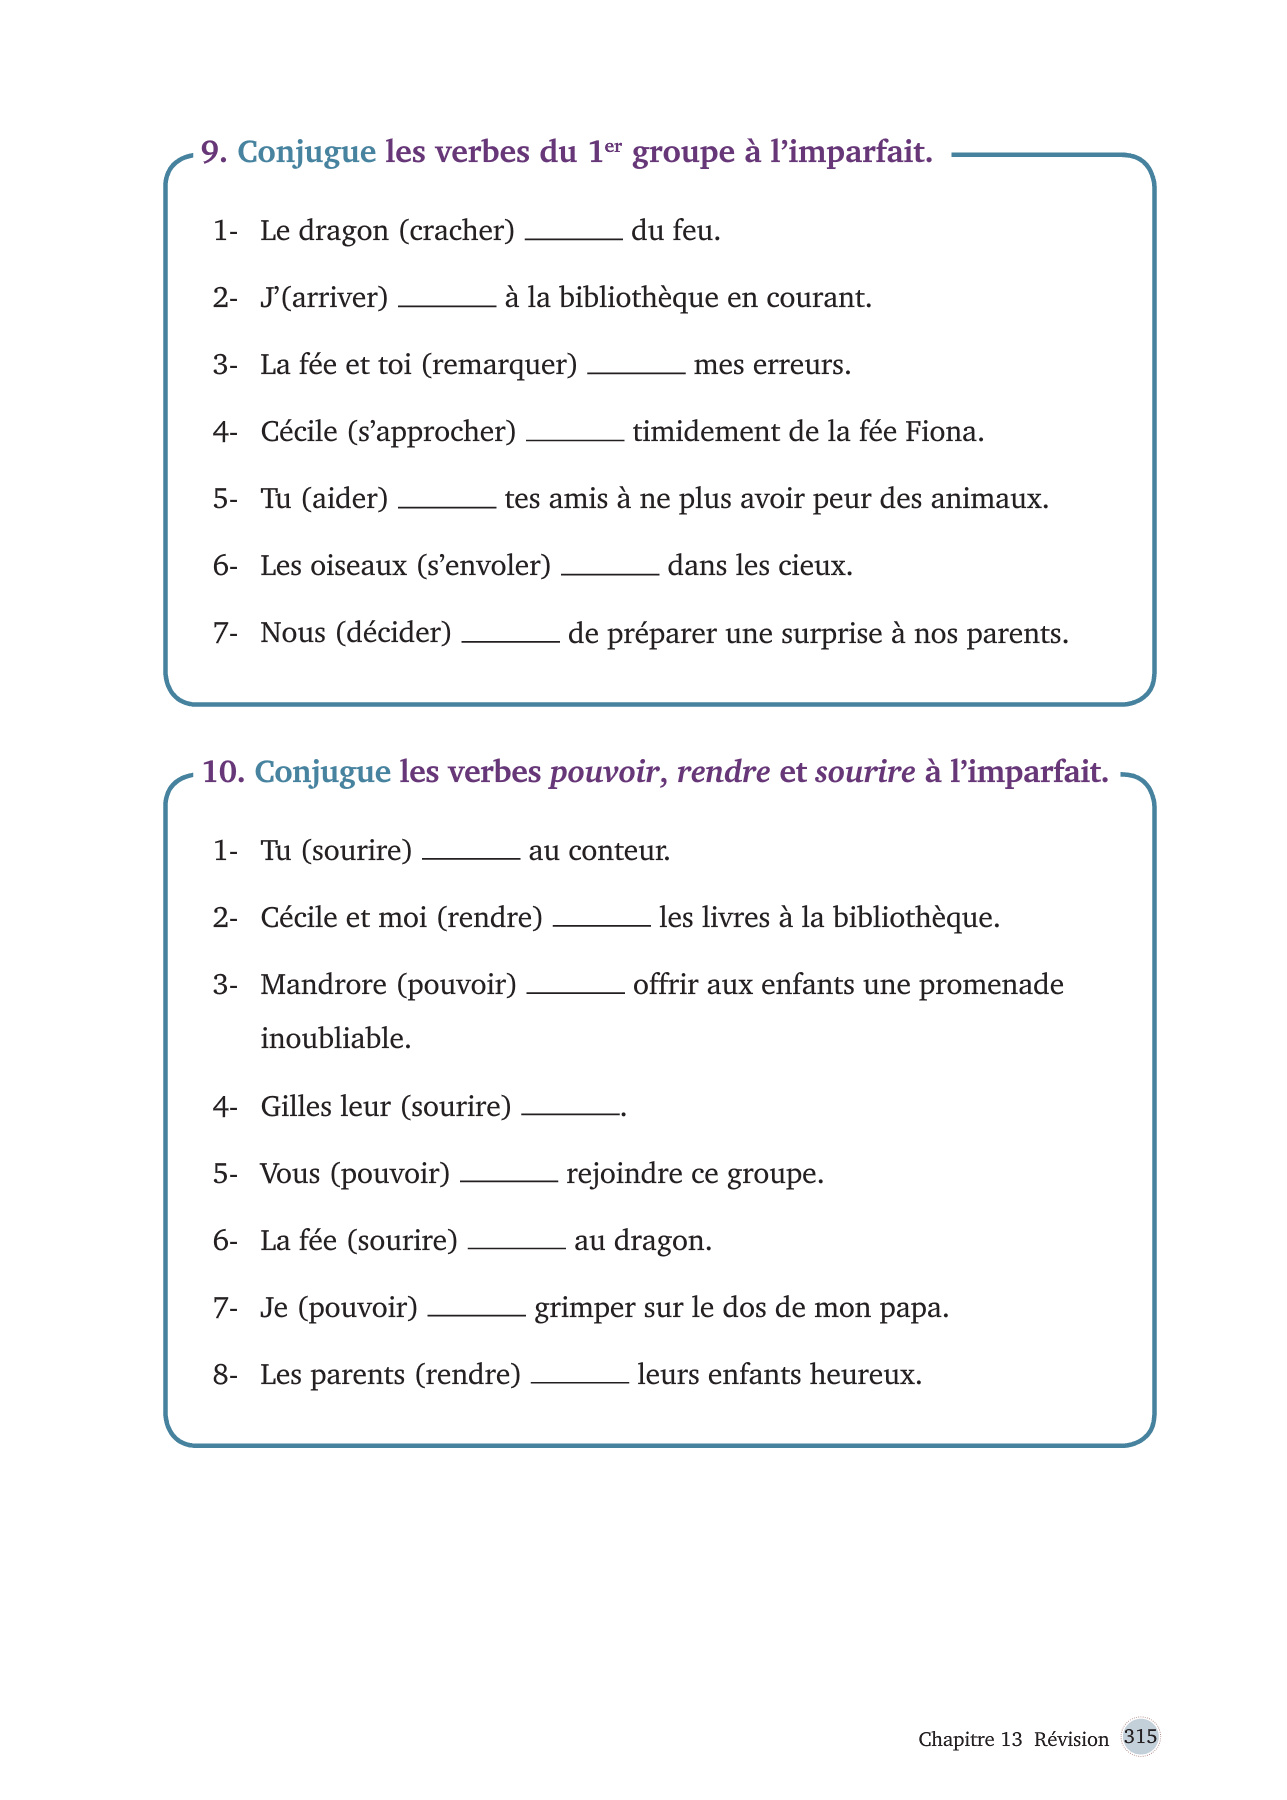 9. Conjugue les verbes du 1er groupe à l’imparfait.
1- Le dragon (cracher) _______ du feu.
2- J’(arriver) _______ à la bibliothèque en courant.
3- La fée et toi (remarquer) _______ mes erreurs.
4- Cécile (s’approcher) _______ timidement de la fée Fiona.
5- Tu (aider) _______ tes amis à ne plus avoir peur des animaux.
6- Les oiseaux (s’envoler) _______ dans les cieux.
7- Nous (décider) _______ de préparer une surprise à nos parents.
10. Conjugue les verbes pouvoir, rendre et sourire à l’imparfait.
1- Tu (sourire) _______ au conteur.
2- Cécile et moi (rendre) _______ les livres à la bibliothèque.
3- Mandrore (pouvoir) _______ offrir aux enfants une promenade
inoubliable.
4- Gilles leur (sourire) _______.
5- Vous (pouvoir) _______ rejoindre ce groupe.
6- La fée (sourire) _______ au dragon.
7- Je (pouvoir) _______ grimper sur le dos de mon papa.
8- Les parents (rendre) _______ leurs enfants heureux.
Chapitre 13 Révision 315